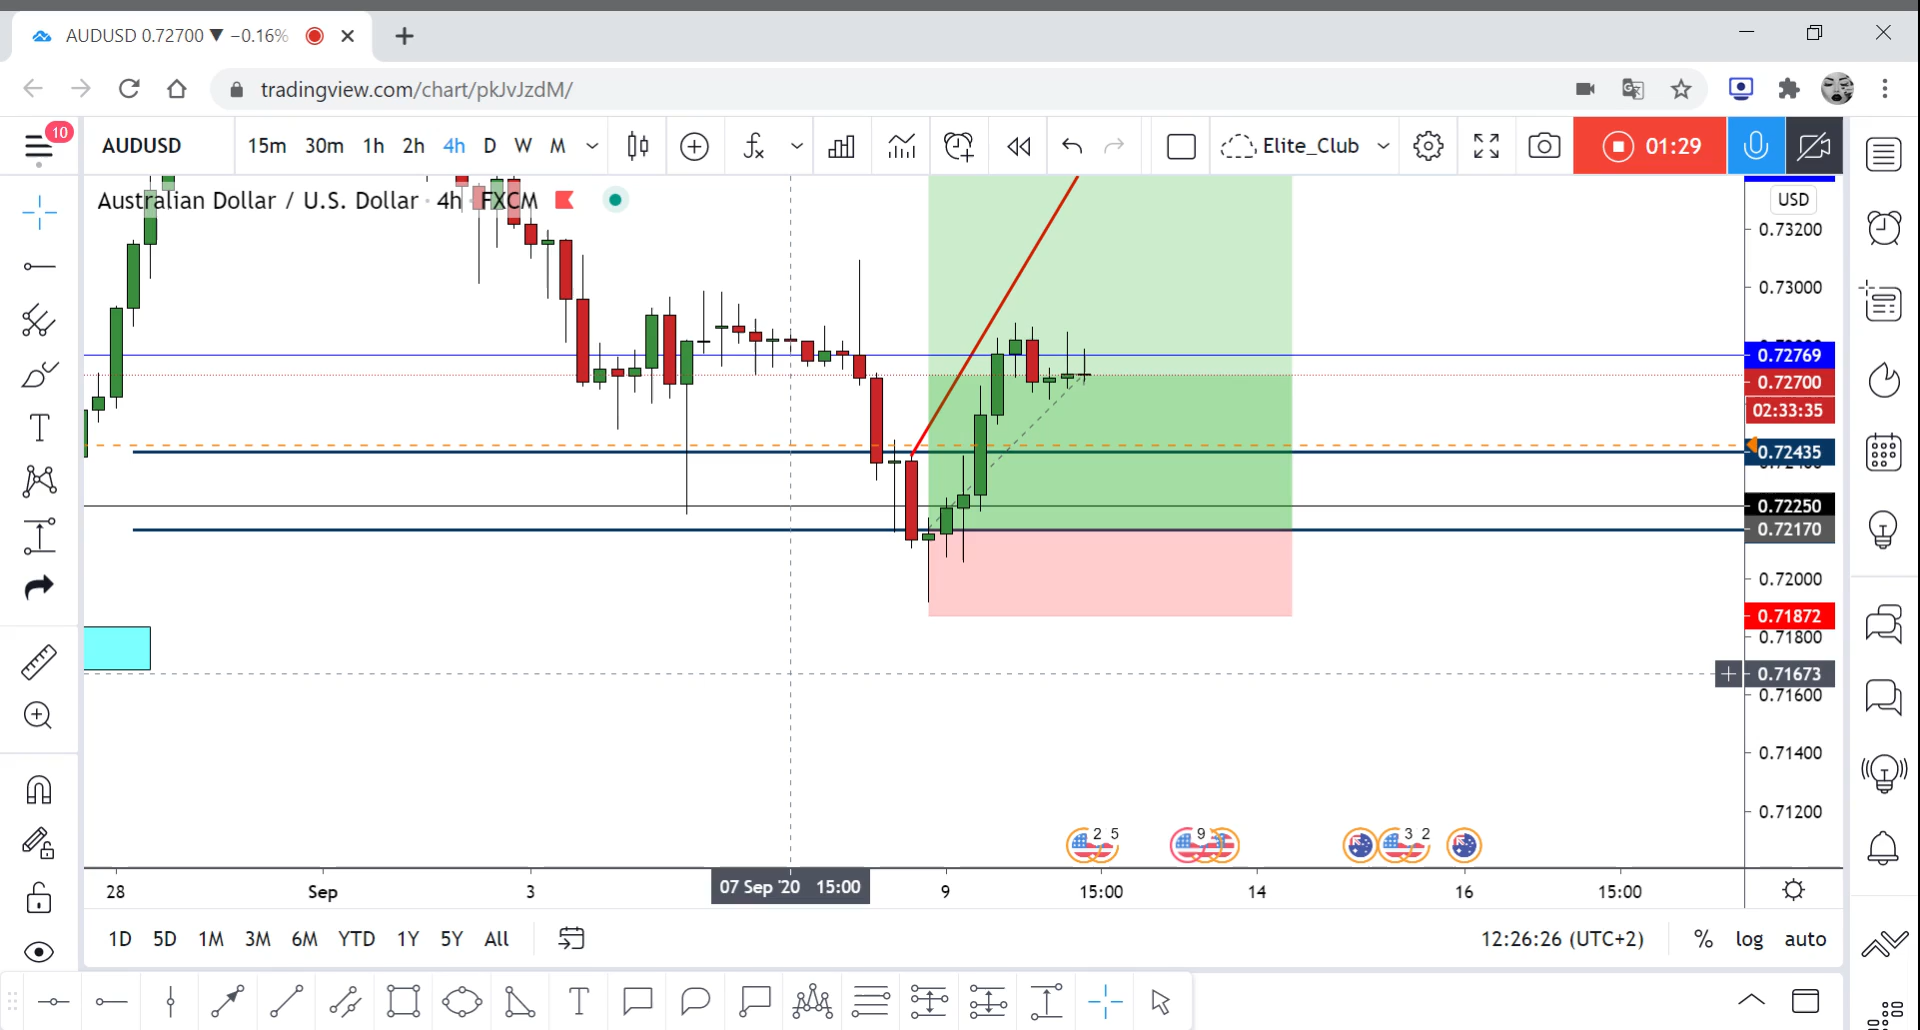 AUDUSD 0.72700 ▼ −0.16%
tradingview.com/chart/pkJvJzdM/
10
AUDUSD 15m 30m 1h 2h 4h D W M Elite_Club 01:29
Australian Dollar / U.S. Dollar · 4h · FXCM
USD
0.73200
0.73000
0.72769
0.72700
02:33:35
0.72435
0.72250
0.72170
0.72000
0.71872
0.71800
0.71673
0.71600
0.71400
0.71200
2 5 9 3 2
28 Sep 3 07 Sep '20 15:00 9 15:00 14 16 15:00
1D 5D 1M 3M 6M YTD 1Y 5Y All 12:26:26 (UTC+2) % log auto